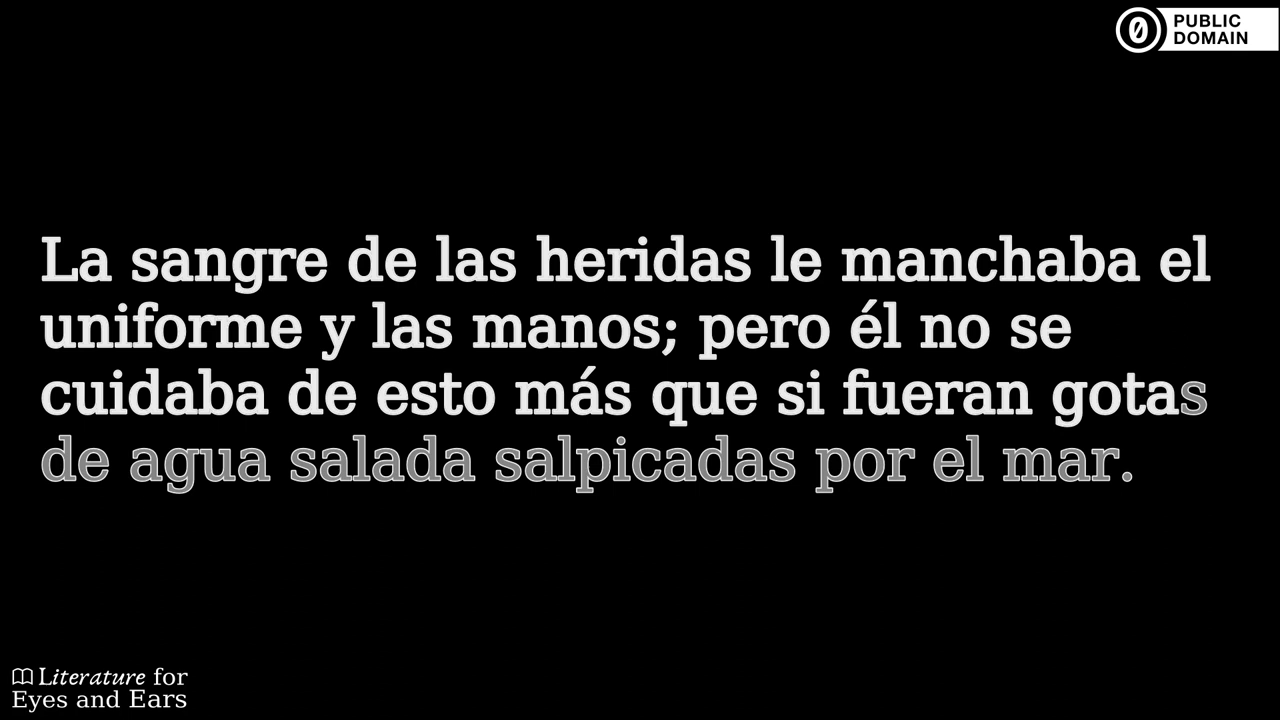 PUBLIC
DOMAIN
La sangre de las heridas le manchaba el
uniforme y las manos; pero él no se
cuidaba de esto más que si fueran gotas
de agua salada salpicadas por el mar.
Literature for
Eyes and Ears